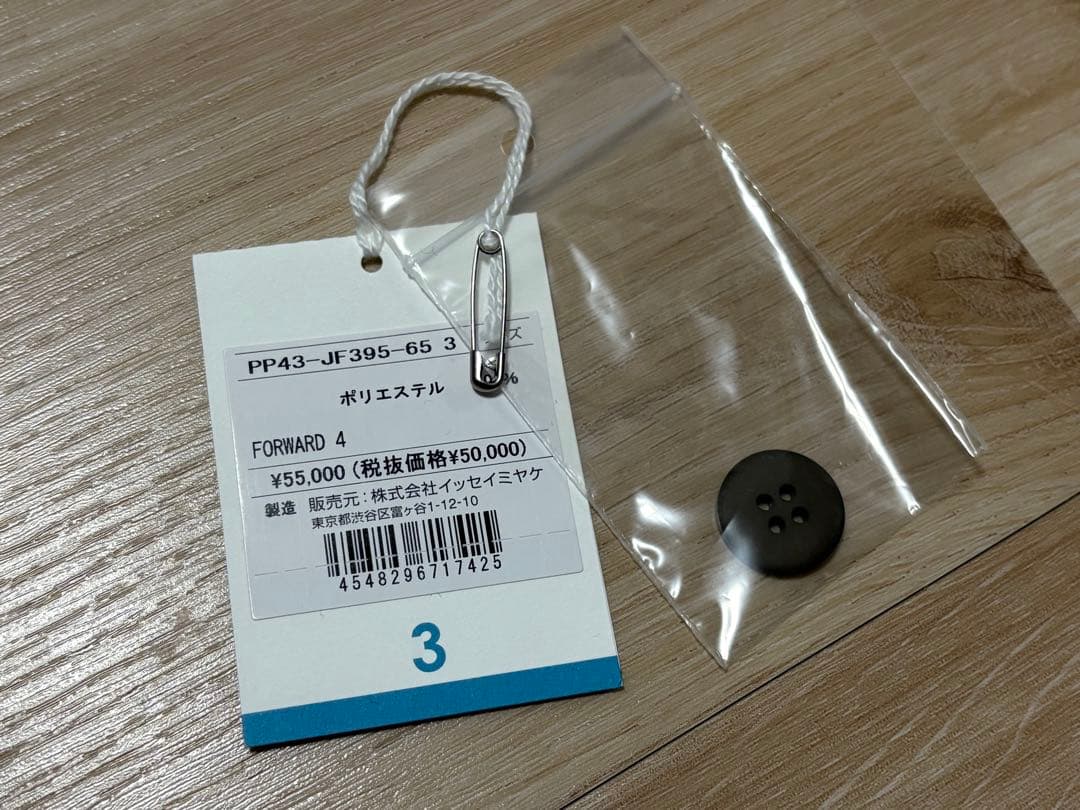 PP43-JF395-65 3 ズ
ポリエステル %
FORWARD 4
¥55,000 (税抜価格¥50,000)
製造 販売元:株式会社イッセイミヤケ
東京都渋谷区富ヶ谷1-12-10
4548296717425
3